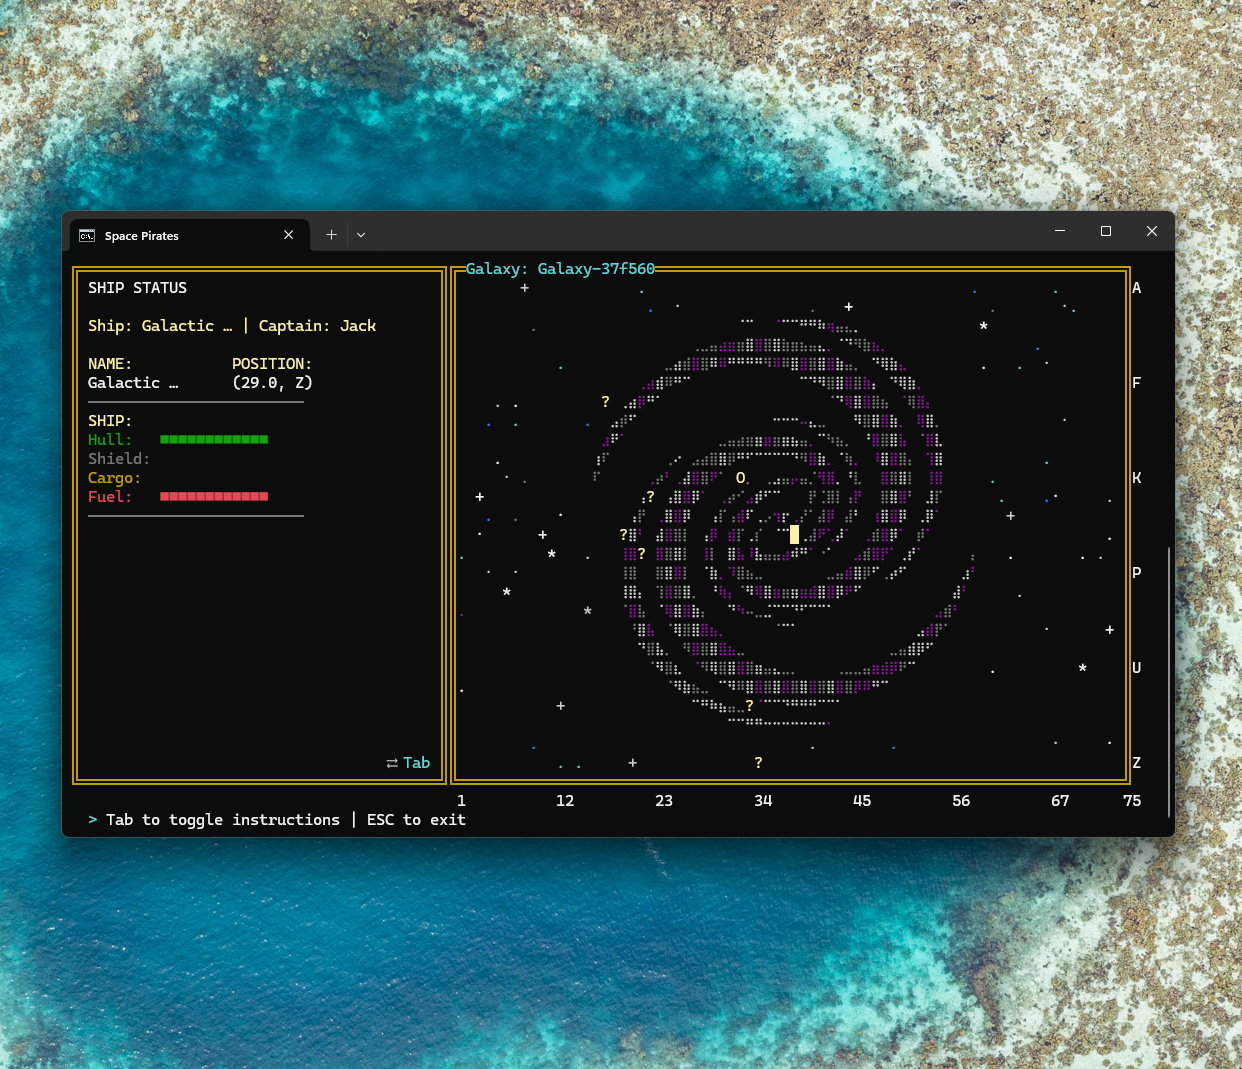 Space Pirates
Galaxy: Galaxy-37f560
SHIP STATUS
Ship: Galactic … | Captain: Jack
NAME: POSITION:
Galactic … (29.0, Z)
SHIP:
Hull:
Shield:
Cargo:
Fuel:
⇄ Tab
A
F
K
P
U
Z
?
O
?
?
?
?
?
1 12 23 34 45 56 67 75
> Tab to toggle instructions | ESC to exit